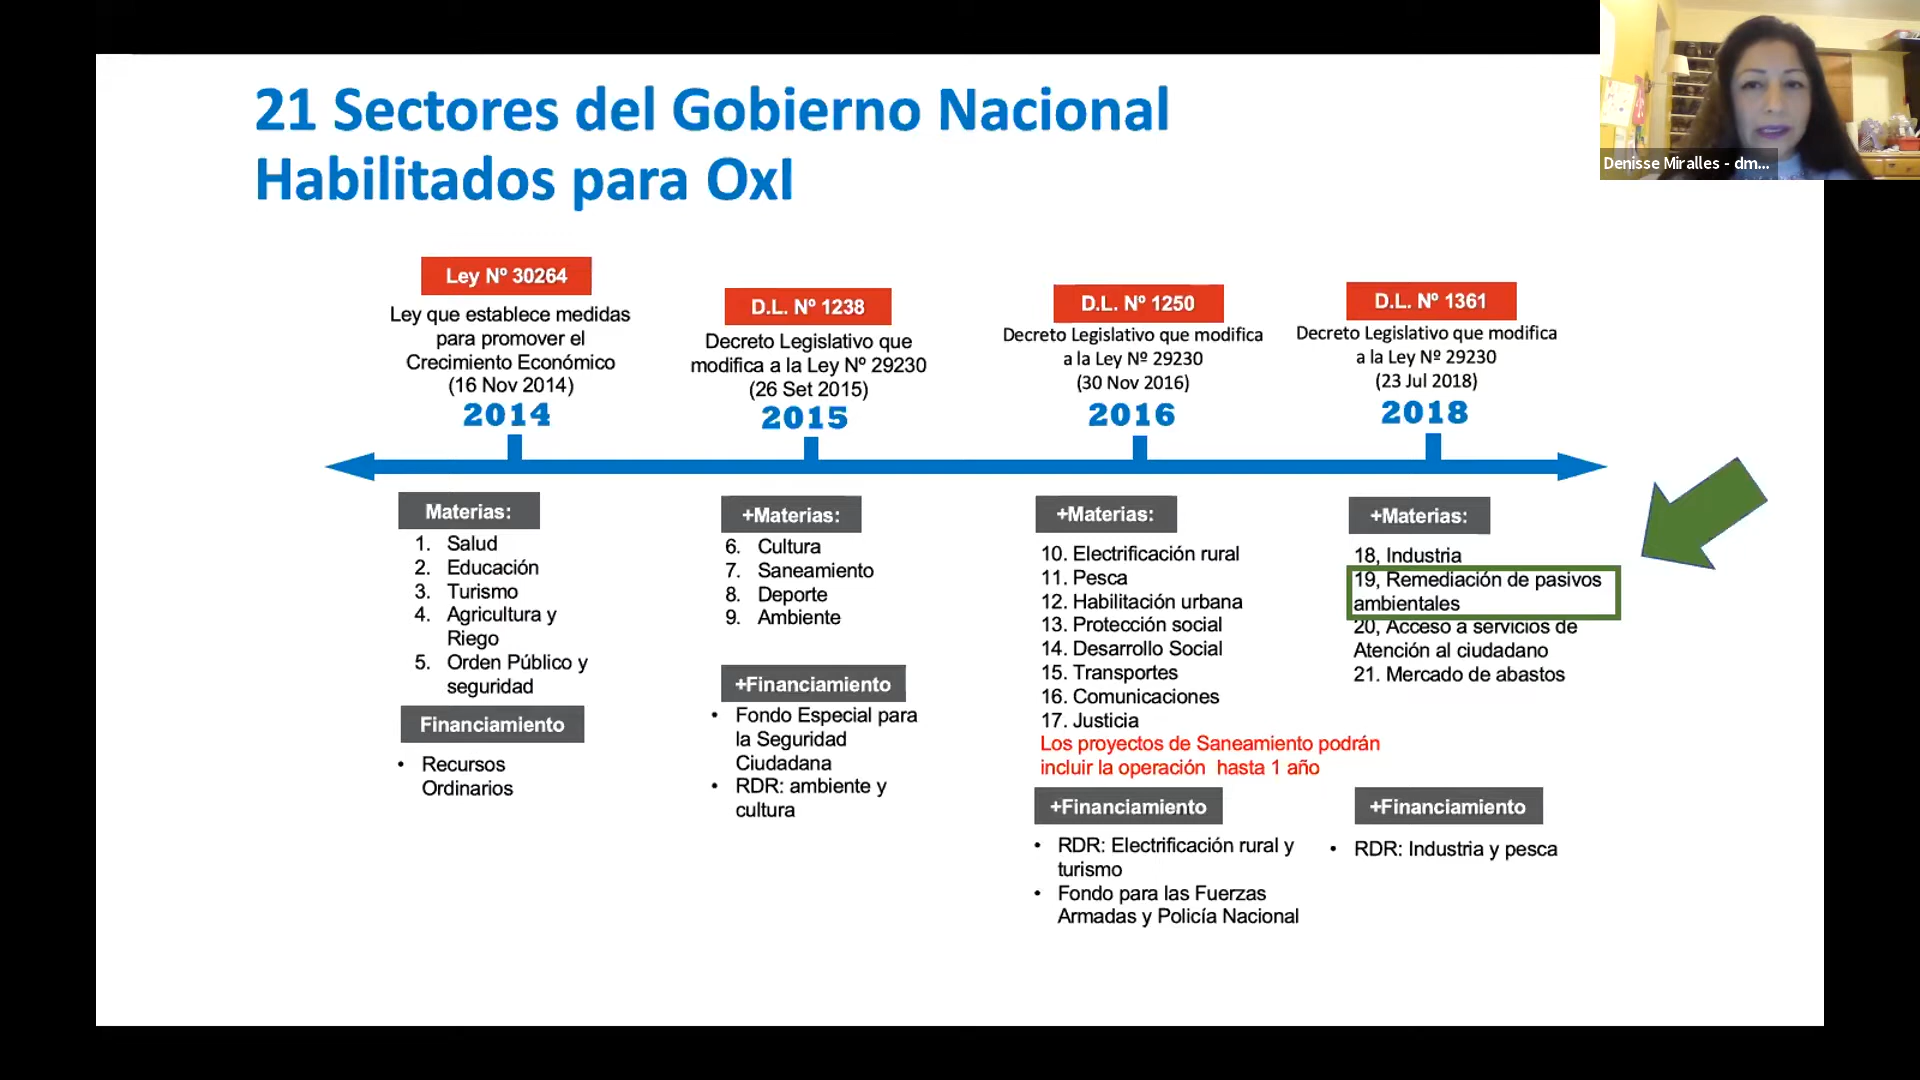 21 Sectores del Gobierno Nacional
Habilitados para OxI
Denisse Miralles - dm...
Ley Nº 30264
Ley que establece medidas
para promover el
Crecimiento Económico
(16 Nov 2014)
2014
D.L. Nº 1238
Decreto Legislativo que
modifica a la Ley Nº 29230
(26 Set 2015)
2015
D.L. Nº 1250
Decreto Legislativo que modifica
a la Ley Nº 29230
(30 Nov 2016)
2016
D.L. Nº 1361
Decreto Legislativo que modifica
a la Ley Nº 29230
(23 Jul 2018)
2018
Materias:
1. Salud
2. Educación
3. Turismo
4. Agricultura y
Riego
5. Orden Público y
seguridad
Financiamiento
• Recursos
Ordinarios
+Materias:
6. Cultura
7. Saneamiento
8. Deporte
9. Ambiente
+Financiamiento
• Fondo Especial para
la Seguridad
Ciudadana
• RDR: ambiente y
cultura
+Materias:
10. Electrificación rural
11. Pesca
12. Habilitación urbana
13. Protección social
14. Desarrollo Social
15. Transportes
16. Comunicaciones
17. Justicia
Los proyectos de Saneamiento podrán
incluir la operación hasta 1 año
+Financiamiento
• RDR: Electrificación rural y
turismo
• Fondo para las Fuerzas
Armadas y Policía Nacional
+Materias:
18, Industria
19, Remediación de pasivos
ambientales
20, Acceso a servicios de
Atención al ciudadano
21. Mercado de abastos
+Financiamiento
• RDR: Industria y pesca